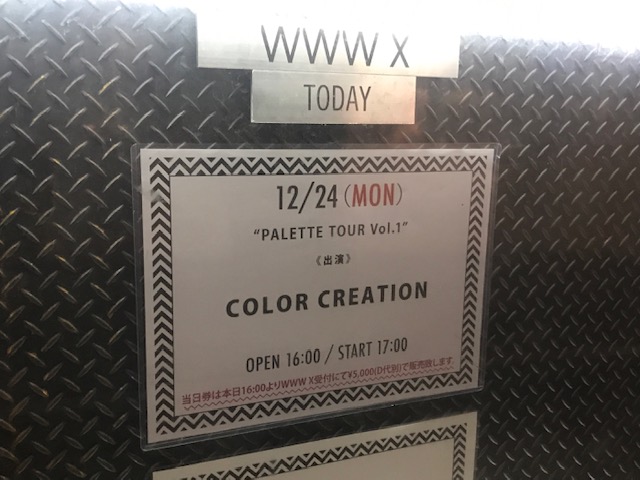 WWW X
TODAY
12/24(MON)
"PALETTE TOUR Vol.1"
《出演》
COLOR CREATION
OPEN 16:00 / START 17:00
当日券は本日16:00よりWWW X受付にて¥5,000(D代別)で販売致します